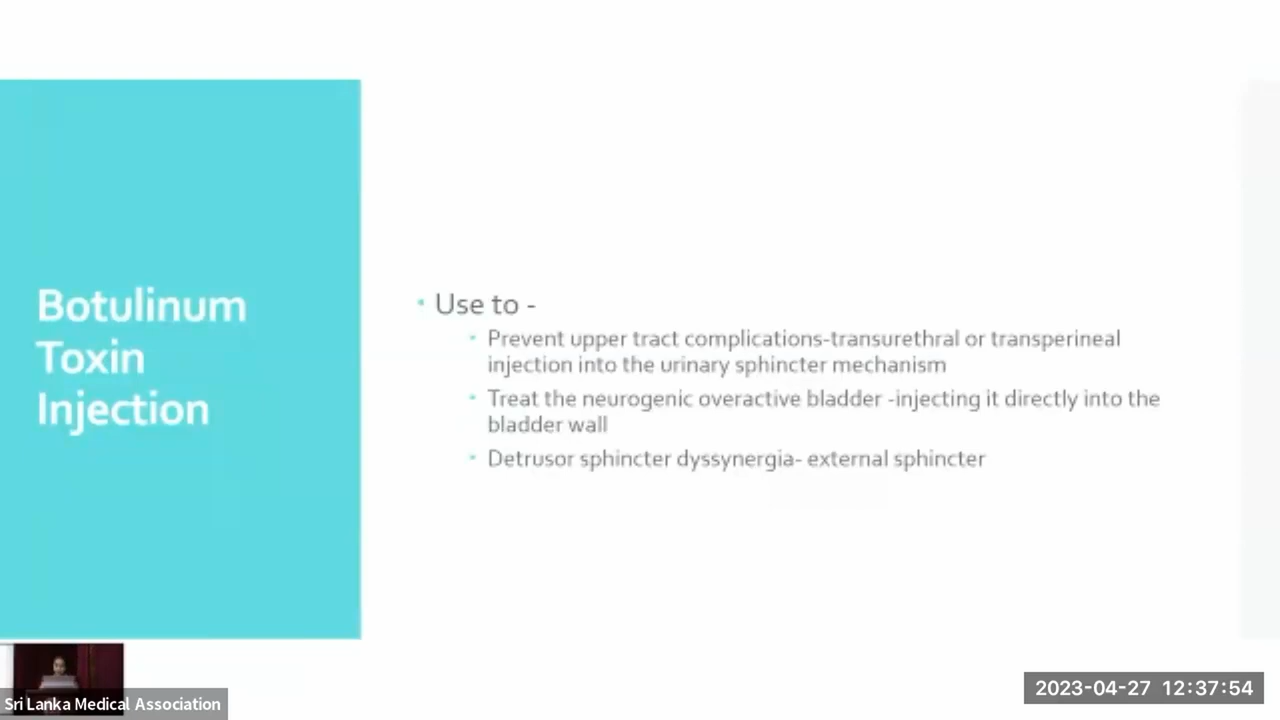 Botulinum
Toxin
Injection
Use to -
Prevent upper tract complications-transurethral or transperineal
injection into the urinary sphincter mechanism
Treat the neurogenic overactive bladder -injecting it directly into the
bladder wall
Detrusor sphincter dyssynergia- external sphincter
Sri Lanka Medical Association
2023-04-27 12:37:54